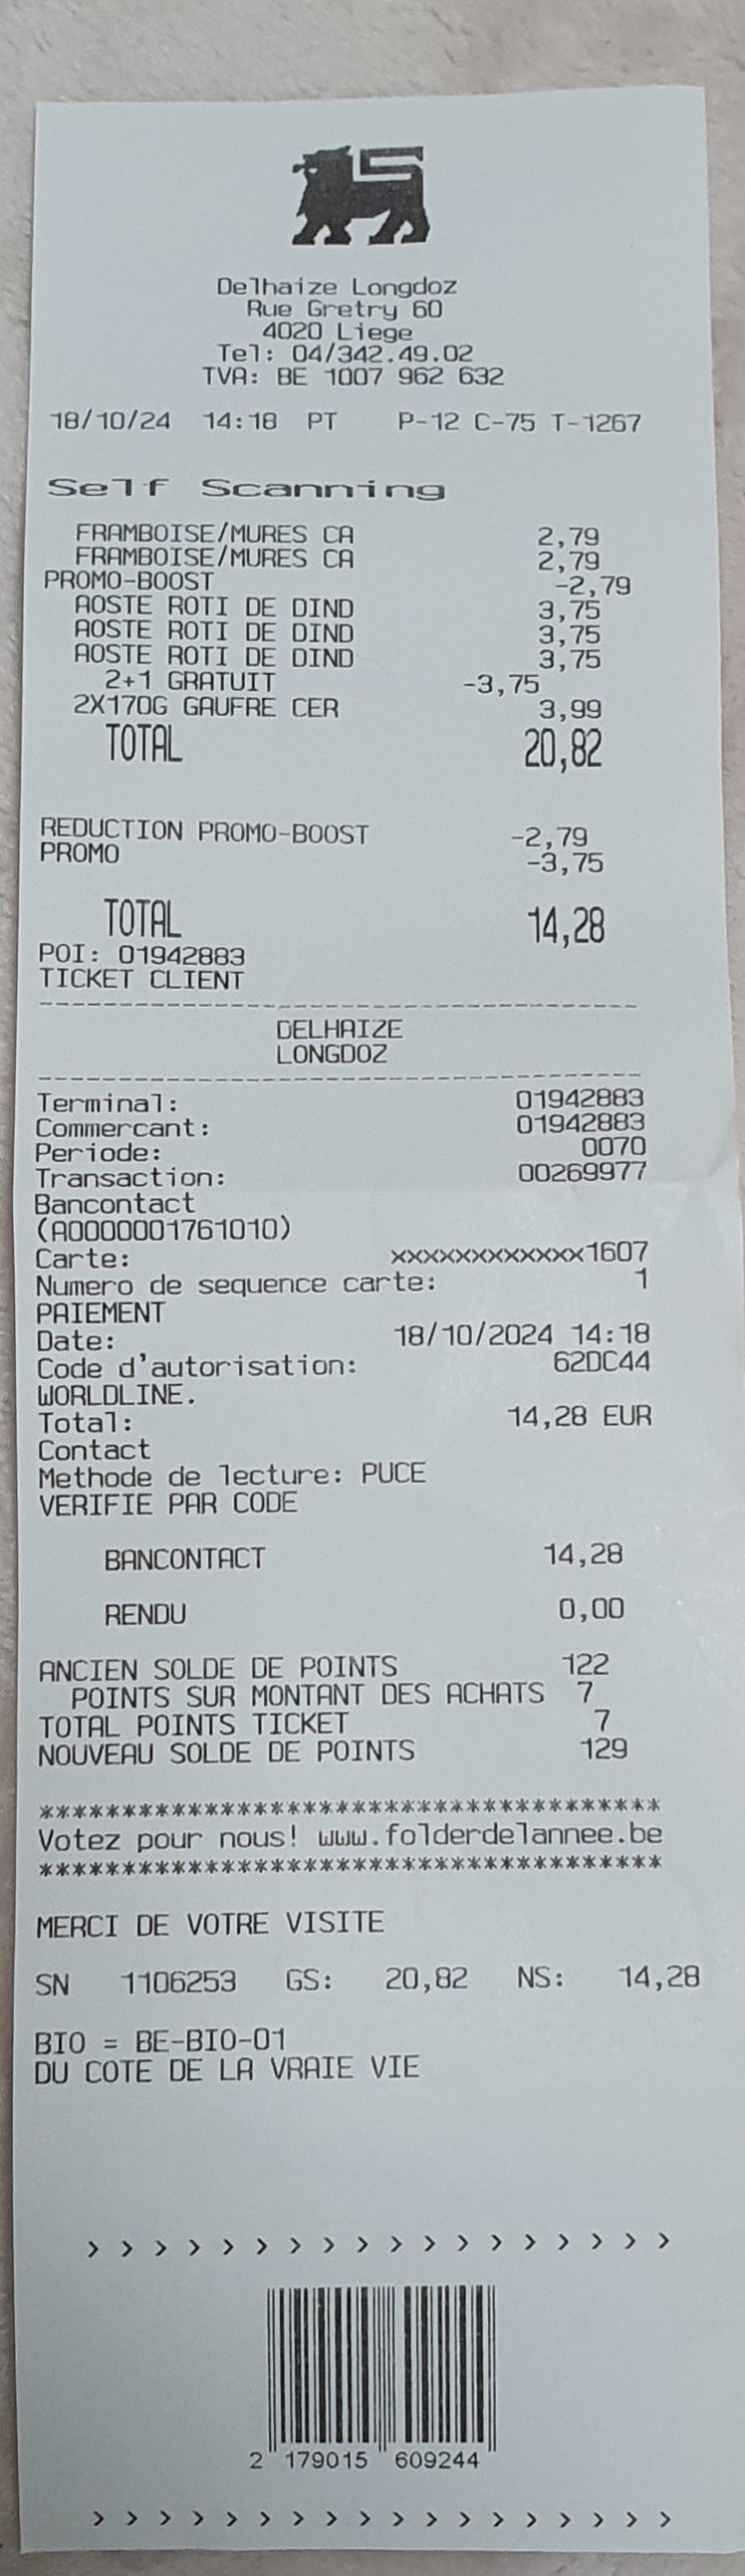 Delhaize Longdoz
Rue Gretry 60
4020 Liege
Tel: 04/342.49.02
TVA: BE 1007 962 632
18/10/24 14:18 PT P-12 C-75 T-1267
Self Scanning
FRAMBOISE/MURES CA 2,79
FRAMBOISE/MURES CA 2,79
PROMO-BOOST -2,79
AOSTE ROTI DE DIND 3,75
AOSTE ROTI DE DIND 3,75
AOSTE ROTI DE DIND 3,75
2+1 GRATUIT -3,75
2X170G GAUFRE CER 3,99
TOTAL 20,82
REDUCTION PROMO-BOOST -2,79
PROMO -3,75
TOTAL 14,28
POI: 01942883
TICKET CLIENT
DELHAIZE
LONGDOZ
Terminal: 01942883
Commercant: 01942883
Periode: 0070
Transaction: 00269977
Bancontact
(A0000001761010)
Carte: xxxxxxxxxxxxx1607
Numero de sequence carte: 1
PAIEMENT
Date: 18/10/2024 14:18
Code d'autorisation: 62DC44
WORLDLINE.
Total: 14,28 EUR
Contact
Methode de lecture: PUCE
VERIFIE PAR CODE
BANCONTACT 14,28
RENDU 0,00
ANCIEN SOLDE DE POINTS 122
POINTS SUR MONTANT DES ACHATS 7
TOTAL POINTS TICKET 7
NOUVEAU SOLDE DE POINTS 129
**************************************
Votez pour nous! www.folderdelannee.be
**************************************
MERCI DE VOTRE VISITE
SN 1106253 GS: 20,82 NS: 14,28
BIO = BE-BIO-01
DU COTE DE LA VRAIE VIE
> > > > > > > > > > > > > > > > > >
2 179015 609244
> > > > > > > > > > > > > > > > > >